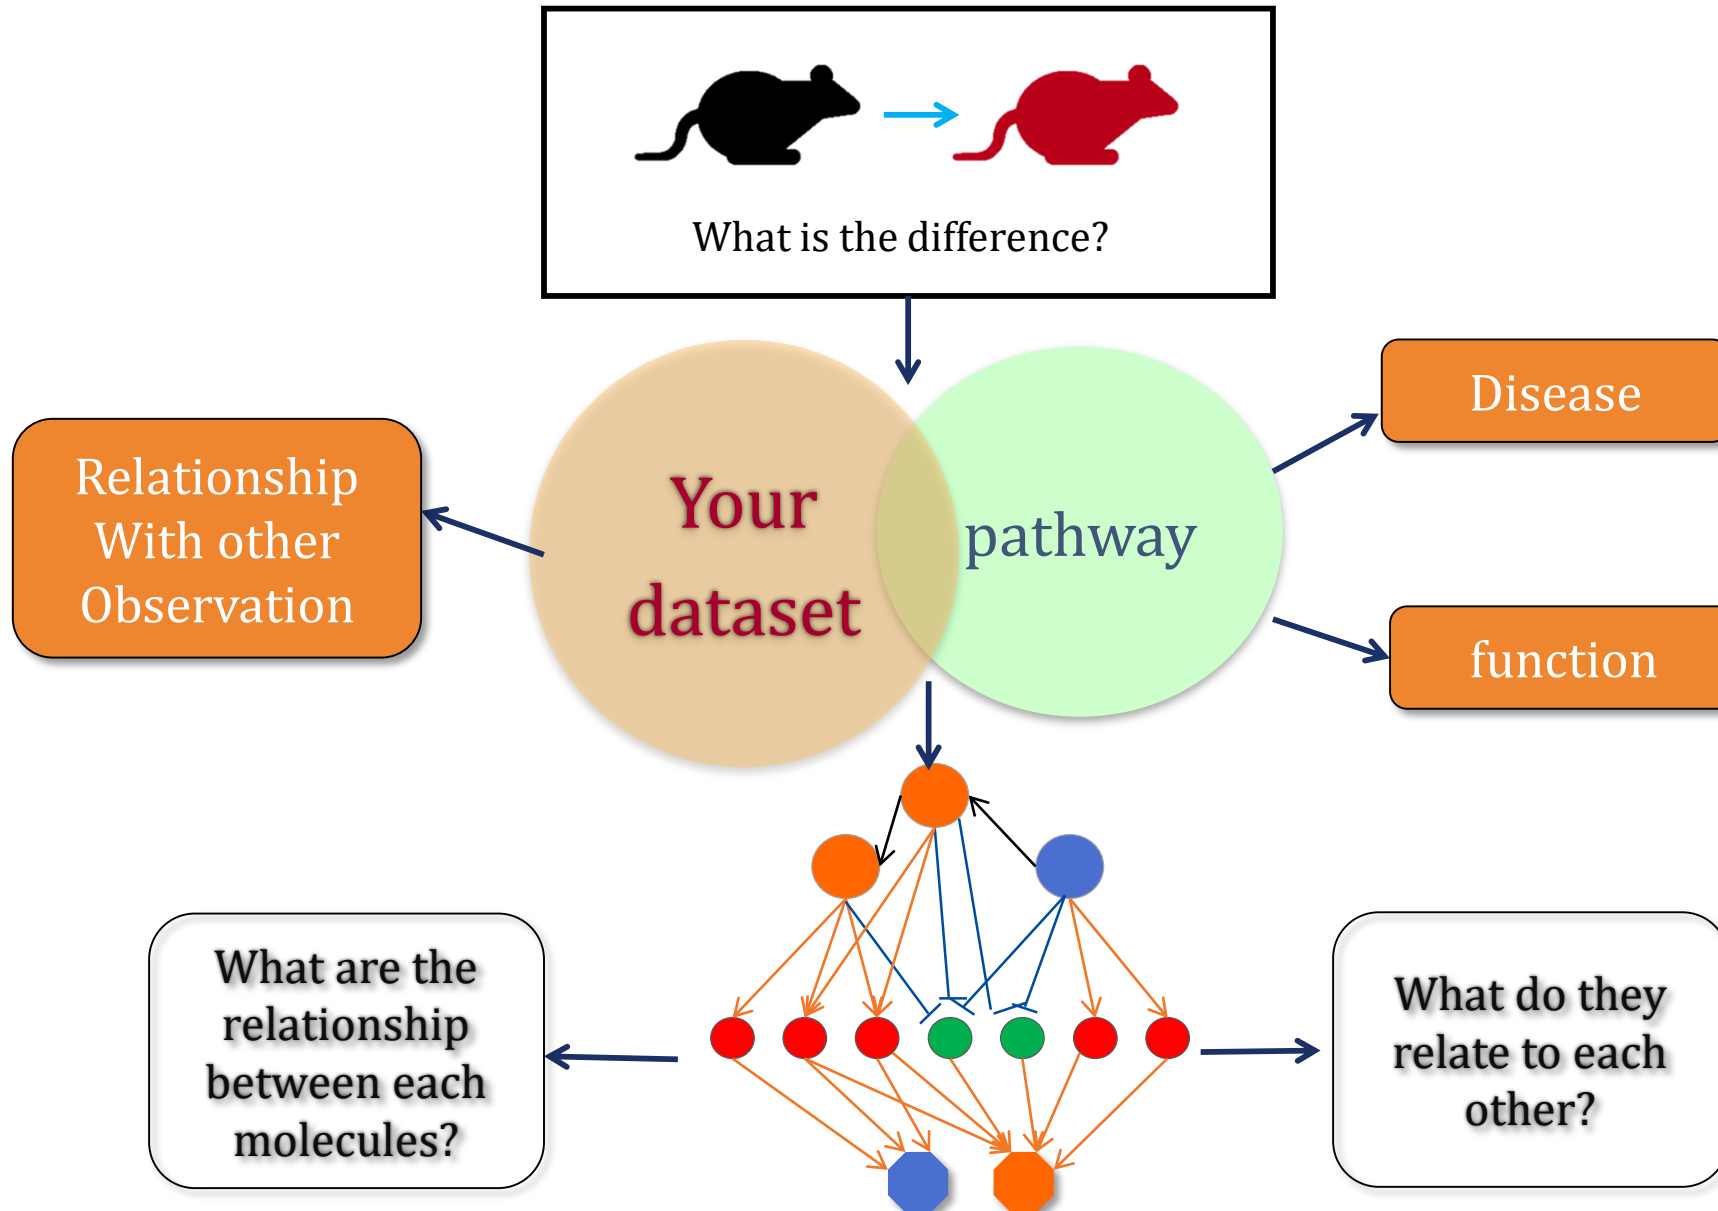 What is the difference?
Disease
Relationship
With other
Observation
Your
dataset
pathway
function
What are the
relationship
between each
molecules?
What do they
relate to each
other?